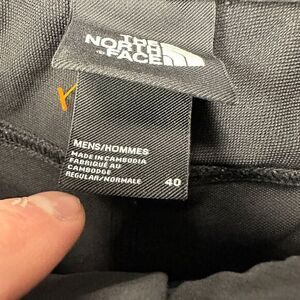 THE
NORTH
FACE
MENS/HOMMES
MADE IN CAMBODIA
FABRIQUÉ AU
CAMBODGE
REGULAR/NORMALE 40